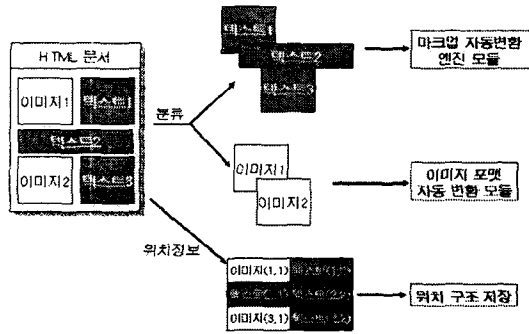 HTML 문서
이미지1
텍스트1
텍스트2
이미지2
텍스트3
분류
위치정보
텍스트1
텍스트2
텍스트3
마크업 자동변환
엔진 모듈
이미지1
이미지2
이미지 포맷
자동 변환 모듈
이미지(1,1)
이미지(3,1)
위치 구조 저장